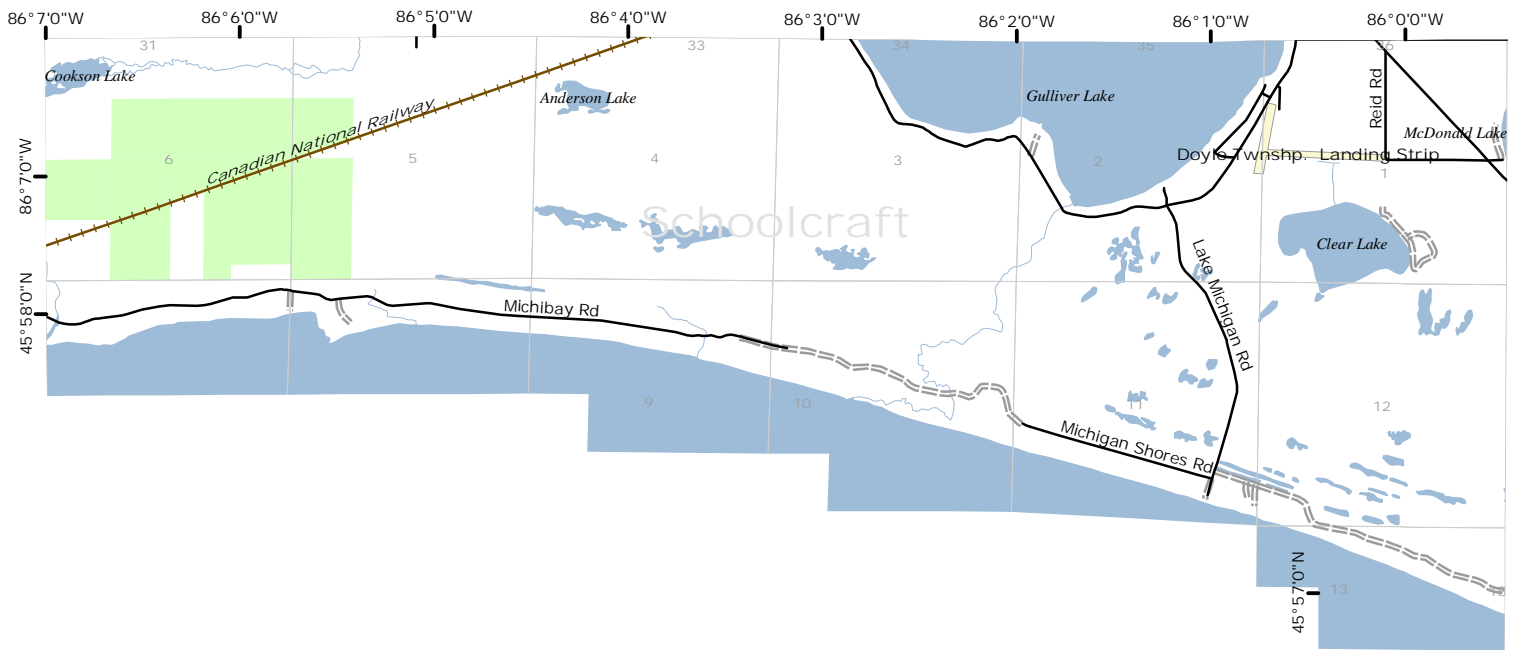 86°7'0"W 86°6'0"W 86°5'0"W 86°4'0"W 86°3'0"W 86°2'0"W 86°1'0"W 86°0'0"W
31 33 34 35 36
Cookson Lake
Anderson Lake
Gulliver Lake
Reid Rd
McDonald Lake
Canadian National Railway
Doyle Twnshp. Landing Strip
6 5 4 3 2 1
86°7'0"W
Schoolcraft
Clear Lake
Lake Michigan Rd
45°58'0"N
Michibay Rd
9 10 11 12
Michigan Shores Rd
45°57'0"N
13